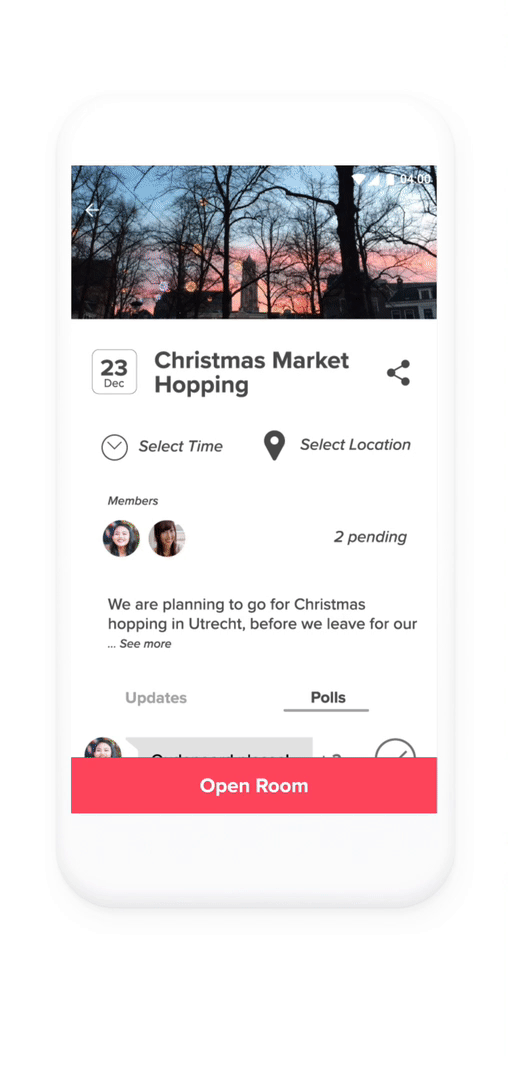 04:00
23
Dec
Christmas Market
Hopping
Select Time
Select Location
Members
2 pending
We are planning to go for Christmas
hopping in Utrecht, before we leave for our
... See more
Updates
Polls
Open Room